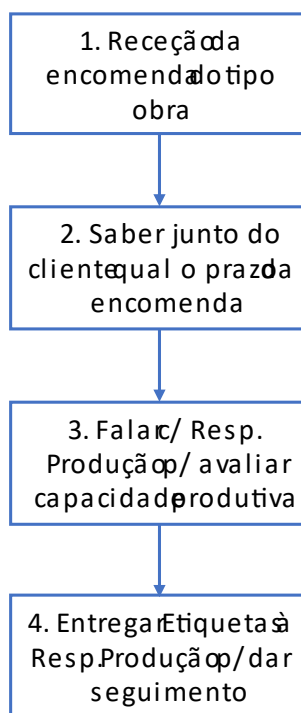 1. Receção da
encomenda do tipo
obra
2. Saber junto do
cliente qual o prazo da
encomenda
3. Falar c/ Resp.
Produção p/ avaliar
capacidade produtiva
4. Entregar Etiquetas à
Resp.Produção p/ dar
seguimento